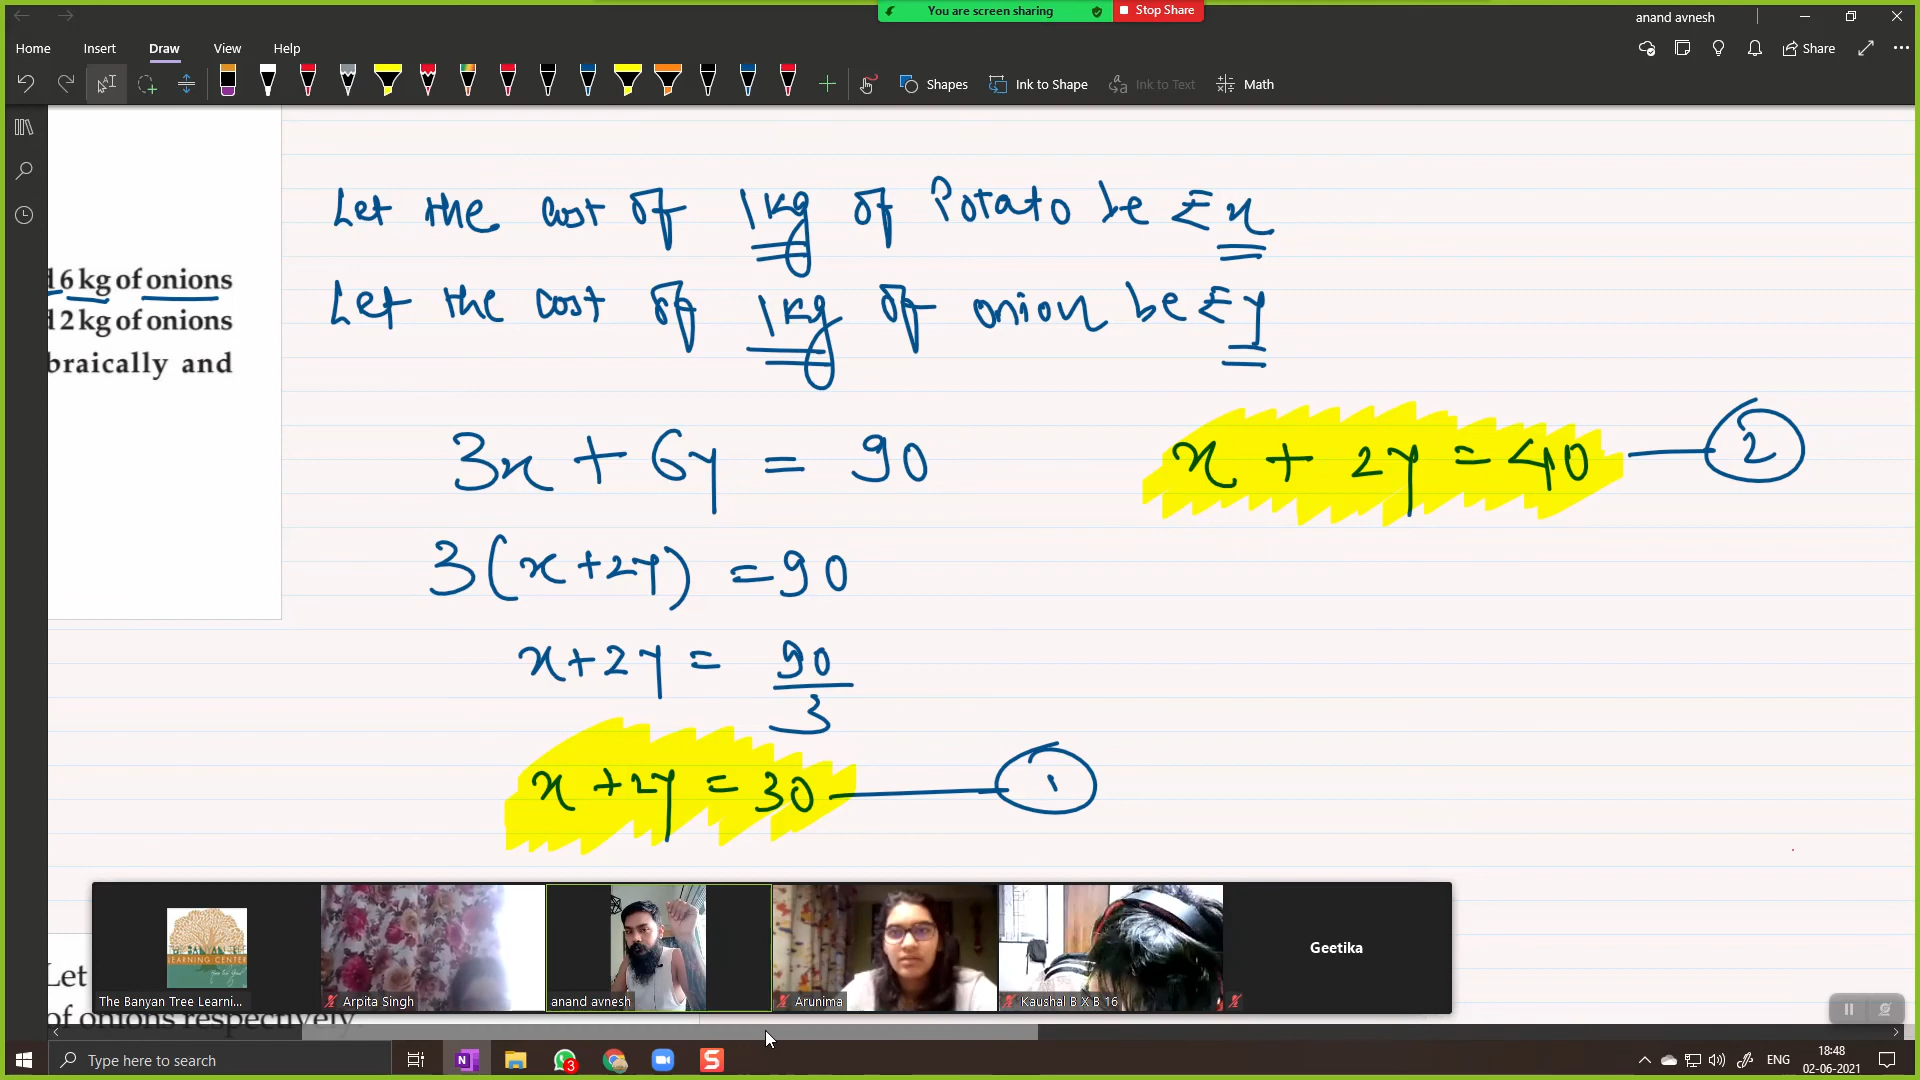 You are screen sharing
Stop Share
anand avnesh
Home Insert Draw View Help
Share
Shapes Ink to Shape Ink to Text Math
6 kg of onions
2 kg of onions
braically and
Let the cost of 1kg of Potato be ₹ x
Let the cost of 1kg of onion be ₹ y
3x + 6y = 90
x + 2y = 40 2
3(x+2y) = 90
x+2y = 90
3
x+2y = 30 1
Geetika
The Banyan Tree Learni...
LEARNING CENTER
Arpita Singh
anand avnesh
Arunima
Kaushal B X B 16
Let
of onions respectively.
Type here to search
N
3
S
ENG
18:48
02-06-2021